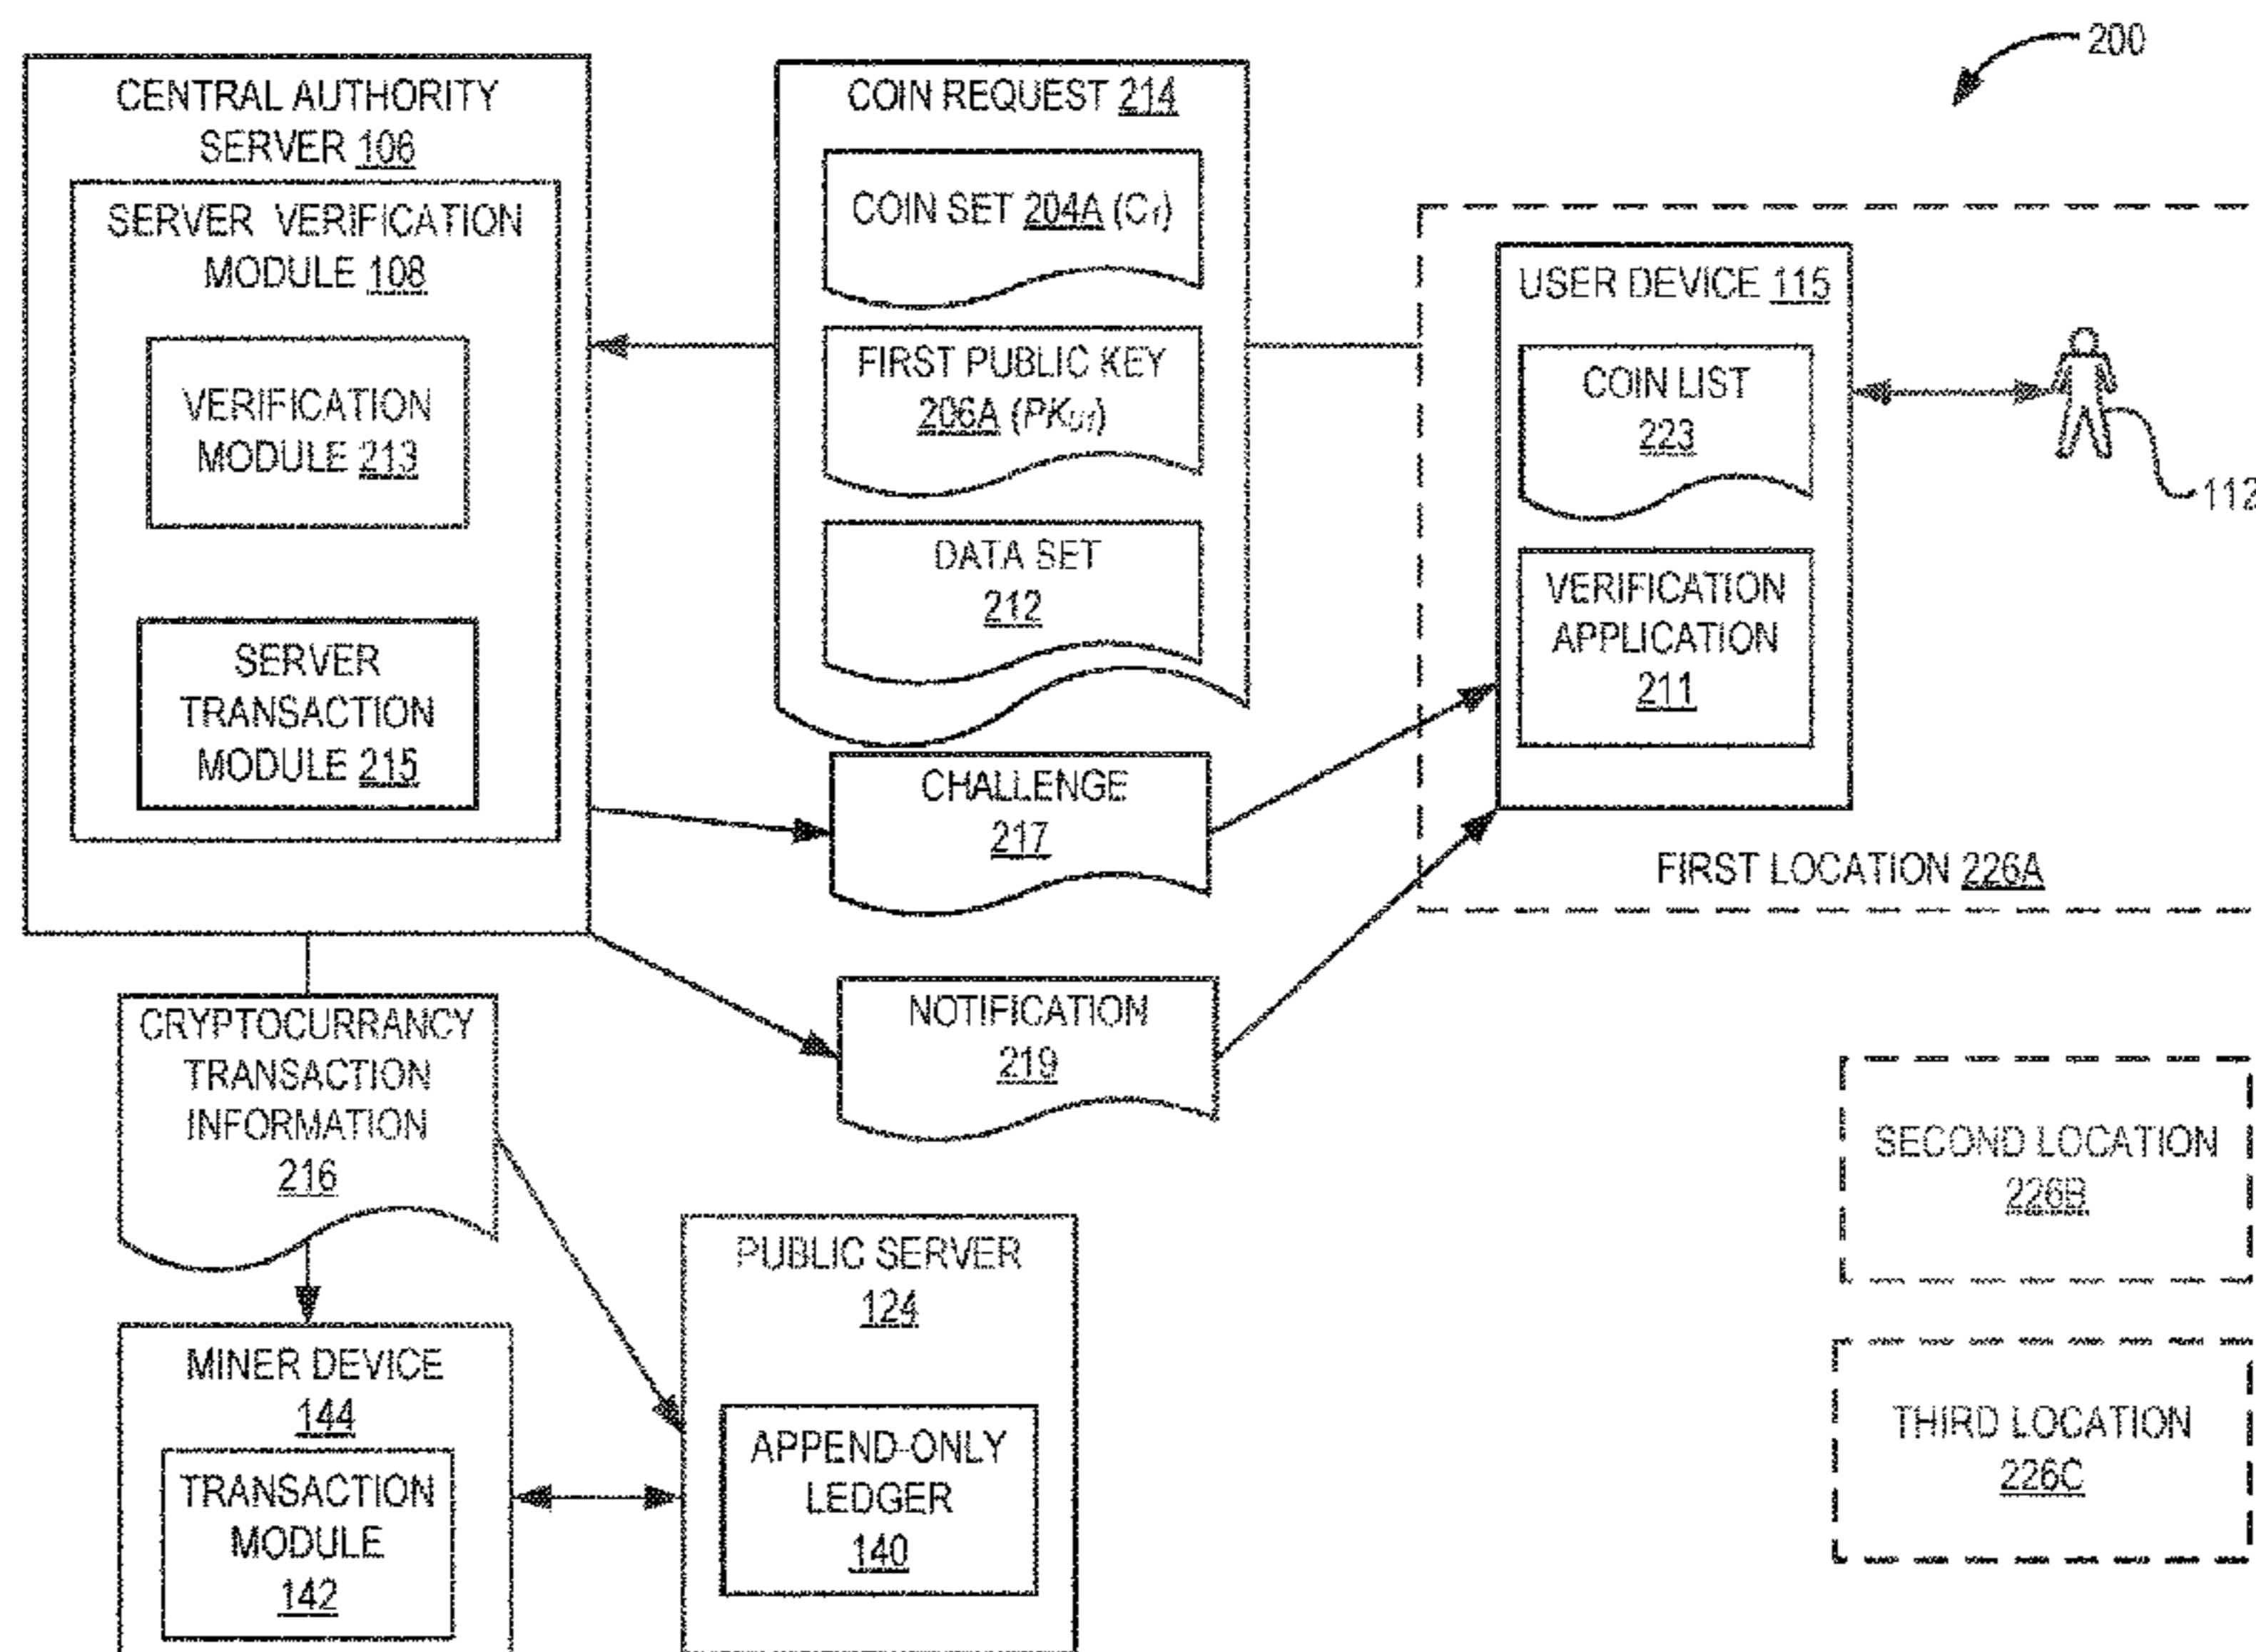 200
CENTRAL AUTHORITY
SERVER 106
SERVER VERIFICATION
MODULE 108
VERIFICATION
MODULE 213
SERVER
TRANSACTION
MODULE 215
COIN REQUEST 214
COIN SET 204A (C1)
FIRST PUBLIC KEY
206A (PKU1)
DATA SET
212
CHALLENGE
217
NOTIFICATION
219
USER DEVICE 115
COIN LIST
223
VERIFICATION
APPLICATION
211
112
FIRST LOCATION 226A
CRYPTOCURRANCY
TRANSACTION
INFORMATION
216
PUBLIC SERVER
124
APPEND-ONLY
LEDGER
140
MINER DEVICE
144
TRANSACTION
MODULE
142
SECOND LOCATION
226B
THIRD LOCATION
226C